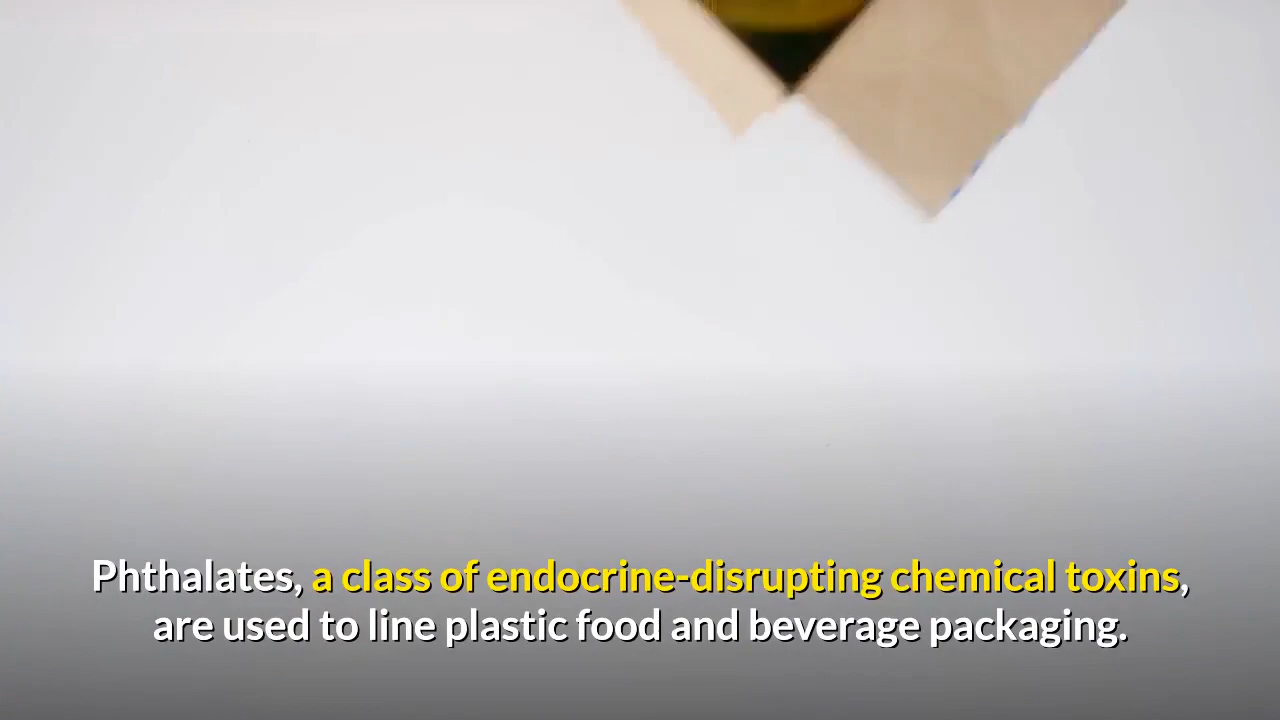 Phthalates, a class of endocrine-disrupting chemical toxins,
are used to line plastic food and beverage packaging.